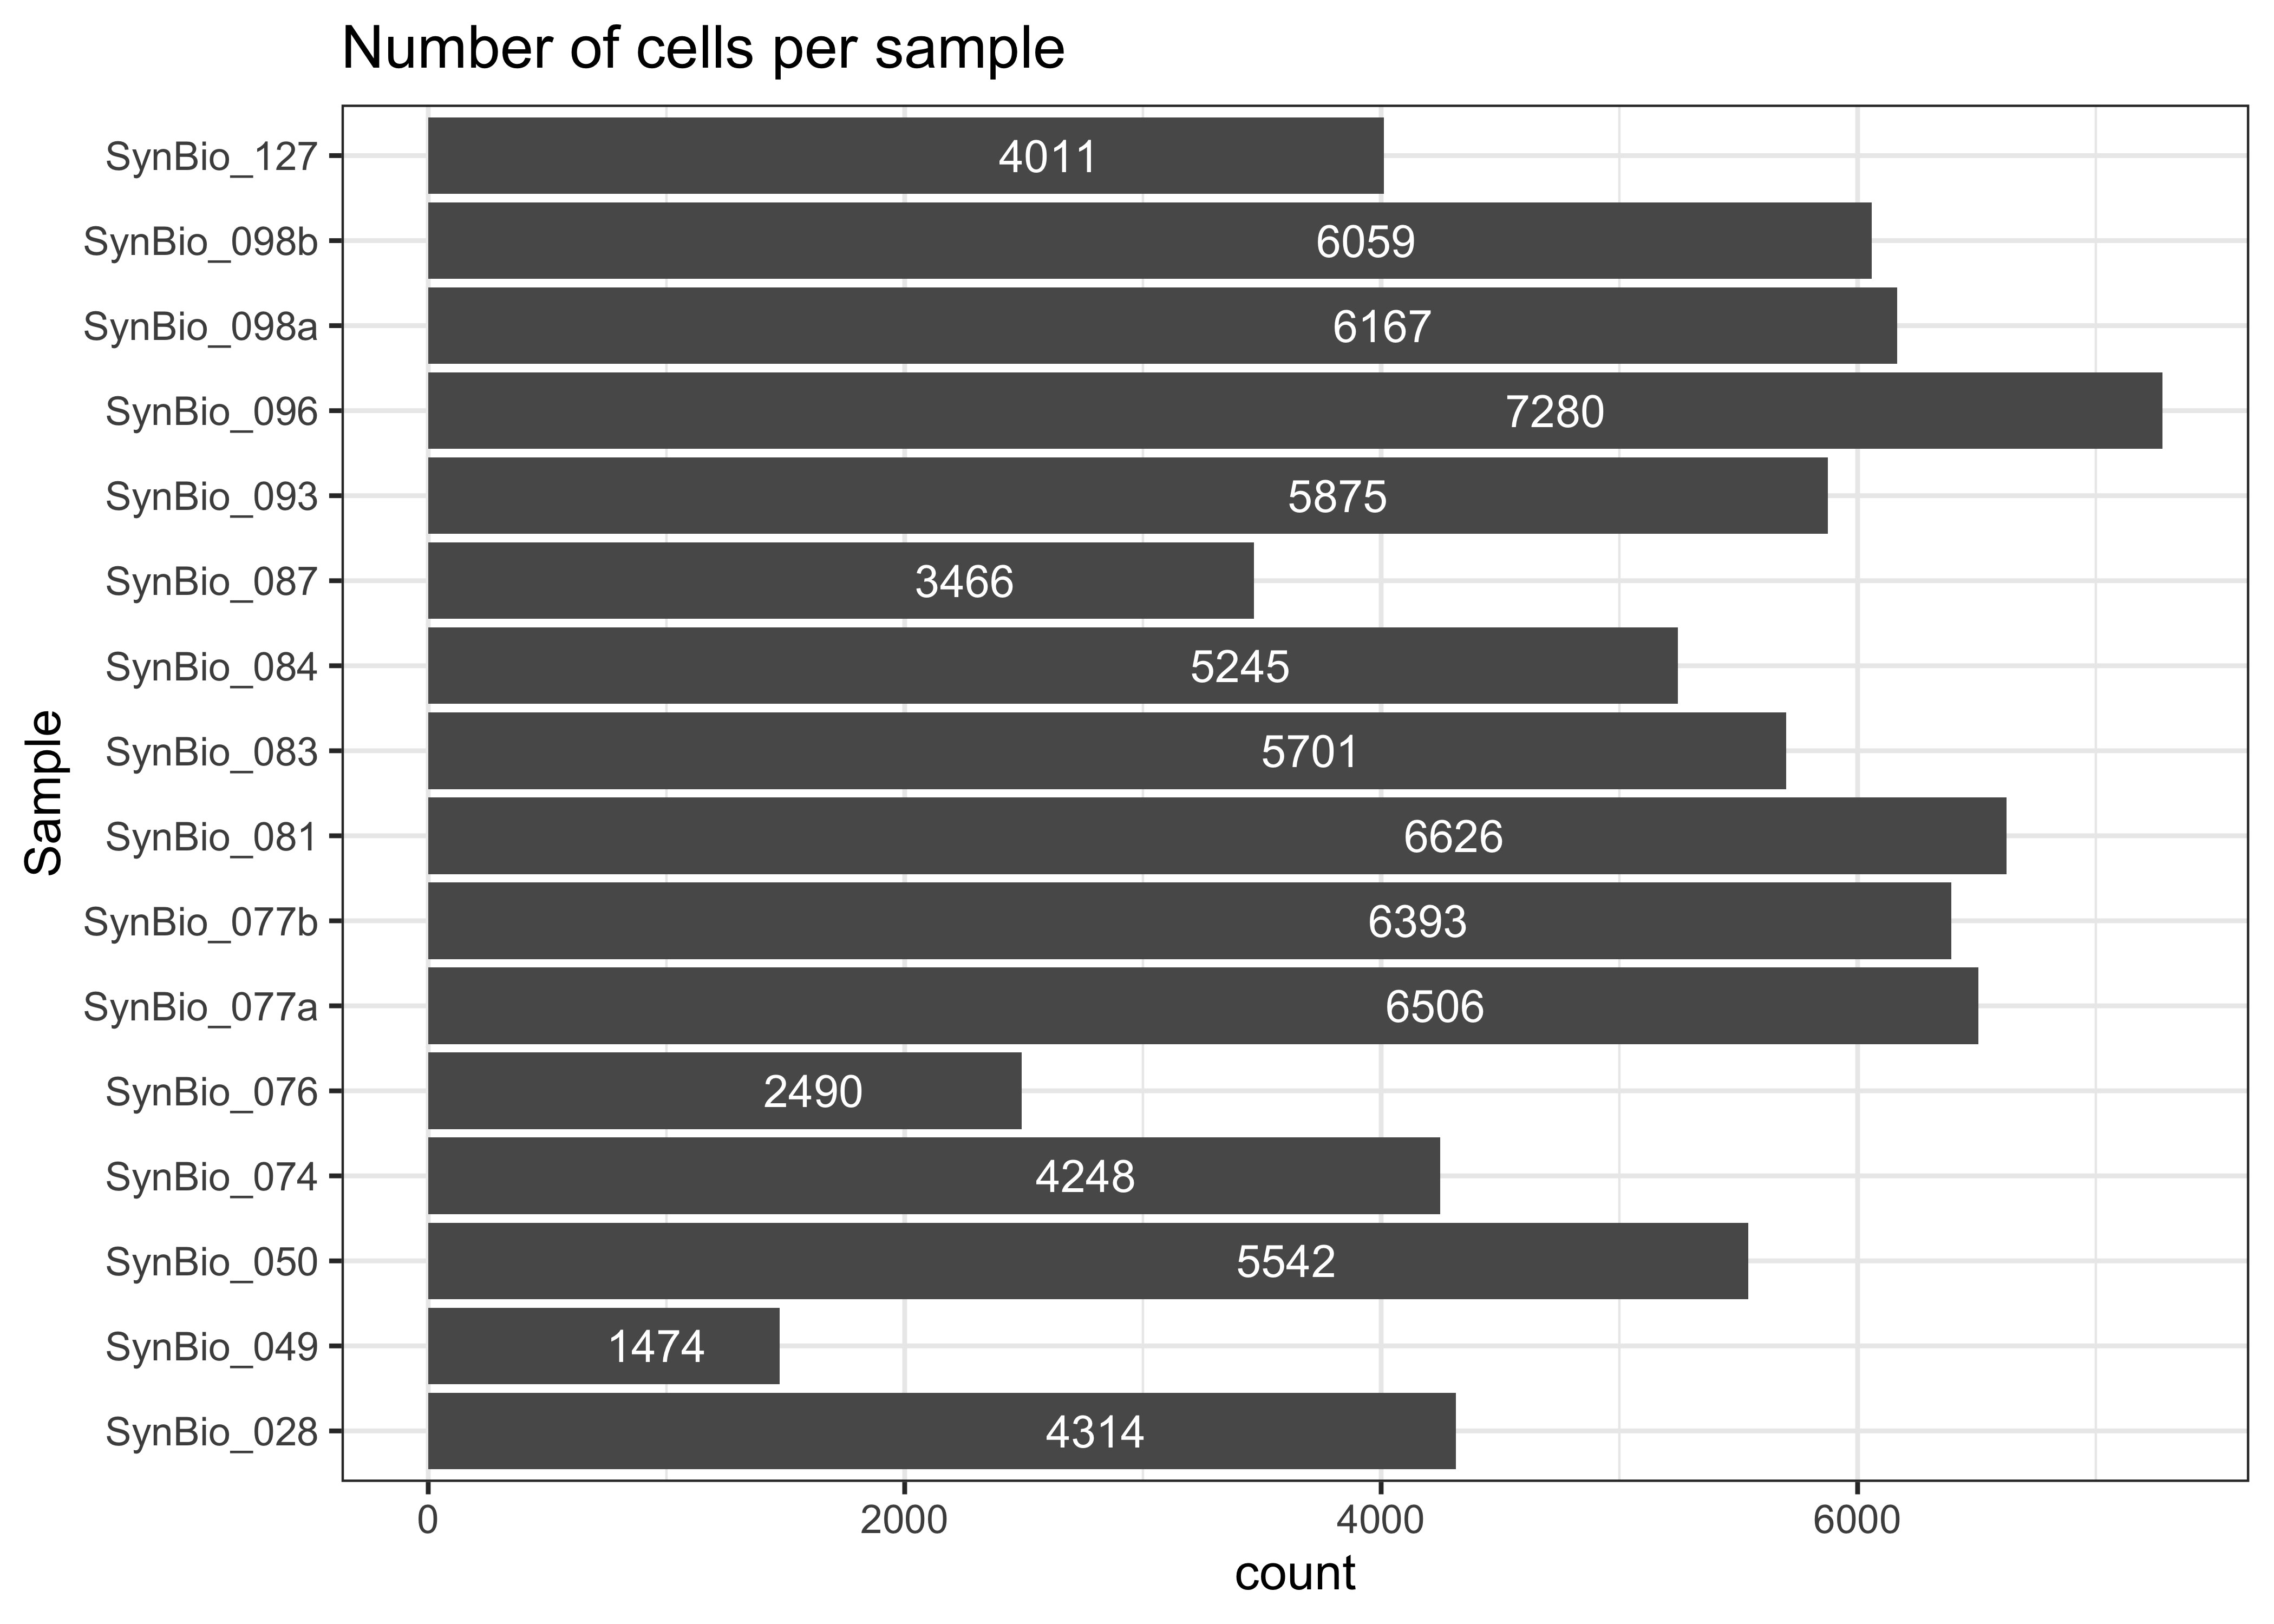 Number of cells per sample
Sample
SynBio_127 4011
SynBio_098b 6059
SynBio_098a 6167
SynBio_096 7280
SynBio_093 5875
SynBio_087 3466
SynBio_084 5245
SynBio_083 5701
SynBio_081 6626
SynBio_077b 6393
SynBio_077a 6506
SynBio_076 2490
SynBio_074 4248
SynBio_050 5542
SynBio_049 1474
SynBio_028 4314
0 2000 4000 6000
count